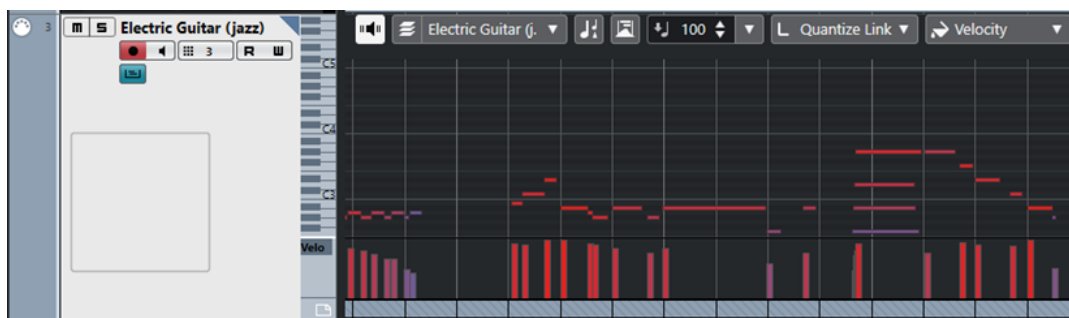 3 m S Electric Guitar (jazz) Electric Guitar (j. 100 L Quantize Link Velocity
3 R W
C5
C4
C3
Velo